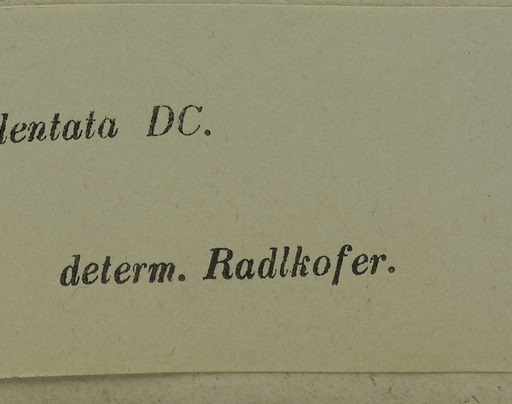 dentata DC.
determ. Radlkofer.